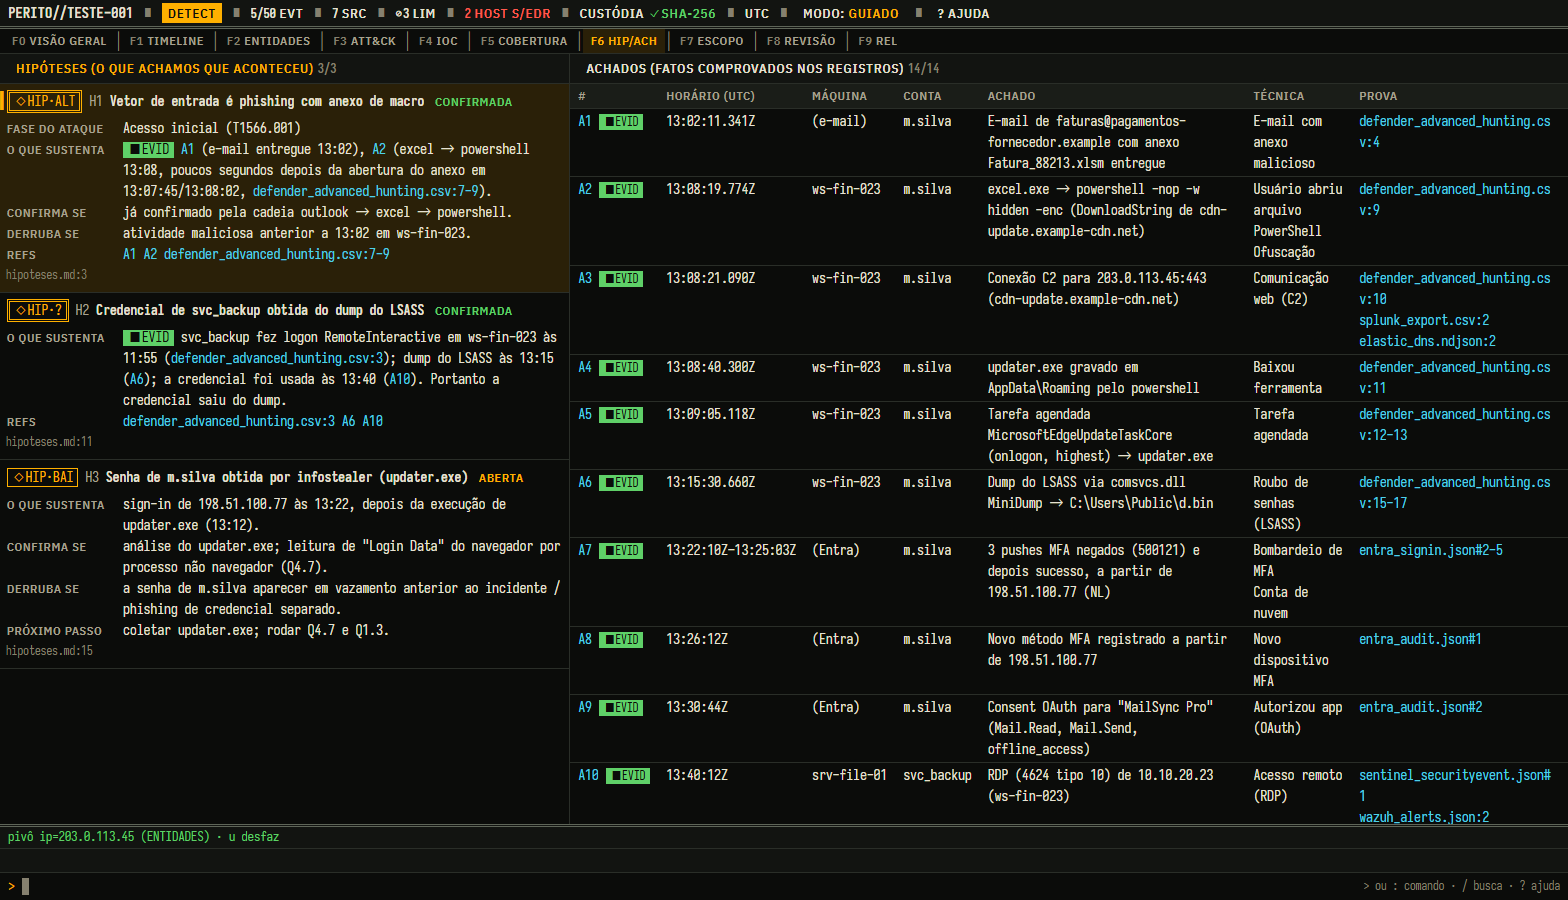 PERITO//TESTE-001 DETECT 5/50 EVT 7 SRC ⊘3 LIM 2 HOST S/EDR CUSTÓDIA ✓SHA-256 UTC MODO: GUIADO ? AJUDA
F0 VISÃO GERAL F1 TIMELINE F2 ENTIDADES F3 ATT&CK F4 IOC F5 COBERTURA F6 HIP/ACH F7 ESCOPO F8 REVISÃO F9 REL
HIPÓTESES (O QUE ACHAMOS QUE ACONTECEU) 3/3
◇HIP·ALT H1 Vetor de entrada é phishing com anexo de macro CONFIRMADA
FASE DO ATAQUE Acesso inicial (T1566.001)
O QUE SUSTENTA ■EVID A1 (e-mail entregue 13:02), A2 (excel → powershell
13:08, poucos segundos depois da abertura do anexo em
13:07:45/13:08:02, defender_advanced_hunting.csv:7-9).
CONFIRMA SE já confirmado pela cadeia outlook → excel → powershell.
DERRUBA SE atividade maliciosa anterior a 13:02 em ws-fin-023.
REFS A1 A2 defender_advanced_hunting.csv:7-9
hipoteses.md:3
◇HIP·? H2 Credencial de svc_backup obtida do dump do LSASS CONFIRMADA
O QUE SUSTENTA ■EVID svc_backup fez logon RemoteInteractive em ws-fin-023 às
11:55 (defender_advanced_hunting.csv:3); dump do LSASS às 13:15
(A6); a credencial foi usada às 13:40 (A10). Portanto a
credencial saiu do dump.
REFS defender_advanced_hunting.csv:3 A6 A10
hipoteses.md:11
◇HIP·BAI H3 Senha de m.silva obtida por infostealer (updater.exe) ABERTA
O QUE SUSTENTA sign-in de 198.51.100.77 às 13:22, depois da execução de
updater.exe (13:12).
CONFIRMA SE análise do updater.exe; leitura de "Login Data" do navegador por
processo não navegador (Q4.7).
DERRUBA SE a senha de m.silva aparecer em vazamento anterior ao incidente /
phishing de credencial separado.
PRÓXIMO PASSO coletar updater.exe; rodar Q4.7 e Q1.3.
hipoteses.md:15
ACHADOS (FATOS COMPROVADOS NOS REGISTROS) 14/14
# HORÁRIO (UTC) MÁQUINA CONTA ACHADO TÉCNICA PROVA
A1 ■EVID 13:02:11.341Z (e-mail) m.silva E-mail de faturas@pagamentos- E-mail com defender_advanced_hunting.cs
fornecedor.example com anexo anexo v:4
Fatura_88213.xlsm entregue malicioso
A2 ■EVID 13:08:19.774Z ws-fin-023 m.silva excel.exe → powershell -nop -w Usuário abriu defender_advanced_hunting.cs
hidden -enc (DownloadString de cdn- arquivo v:9
update.example-cdn.net) PowerShell
Ofuscação
A3 ■EVID 13:08:21.090Z ws-fin-023 m.silva Conexão C2 para 203.0.113.45:443 Comunicação defender_advanced_hunting.cs
(cdn-update.example-cdn.net) web (C2) v:10
splunk_export.csv:2
elastic_dns.ndjson:2
A4 ■EVID 13:08:40.300Z ws-fin-023 m.silva updater.exe gravado em Baixou defender_advanced_hunting.cs
AppData\Roaming pelo powershell ferramenta v:11
A5 ■EVID 13:09:05.118Z ws-fin-023 m.silva Tarefa agendada Tarefa defender_advanced_hunting.cs
MicrosoftEdgeUpdateTaskCore agendada v:12-13
(onlogon, highest) → updater.exe
A6 ■EVID 13:15:30.660Z ws-fin-023 m.silva Dump do LSASS via comsvcs.dll Roubo de defender_advanced_hunting.cs
MiniDump → C:\Users\Public\d.bin senhas v:15-17
(LSASS)
A7 ■EVID 13:22:10Z-13:25:03Z (Entra) m.silva 3 pushes MFA negados (500121) e Bombardeio de entra_signin.json#2-5
depois sucesso, a partir de MFA
198.51.100.77 (NL) Conta de
nuvem
A8 ■EVID 13:26:12Z (Entra) m.silva Novo método MFA registrado a partir Novo entra_audit.json#1
de 198.51.100.77 dispositivo
MFA
A9 ■EVID 13:30:44Z (Entra) m.silva Consent OAuth para "MailSync Pro" Autorizou app entra_audit.json#2
(Mail.Read, Mail.Send, (OAuth)
offline_access)
A10 ■EVID 13:40:12Z srv-file-01 svc_backup RDP (4624 tipo 10) de 10.10.20.23 Acesso remoto sentinel_securityevent.json#
(ws-fin-023) (RDP) 1
wazuh_alerts.json:2
pivô ip=203.0.113.45 (ENTIDADES) · u desfaz
>
> ou : comando · / busca · ? ajuda